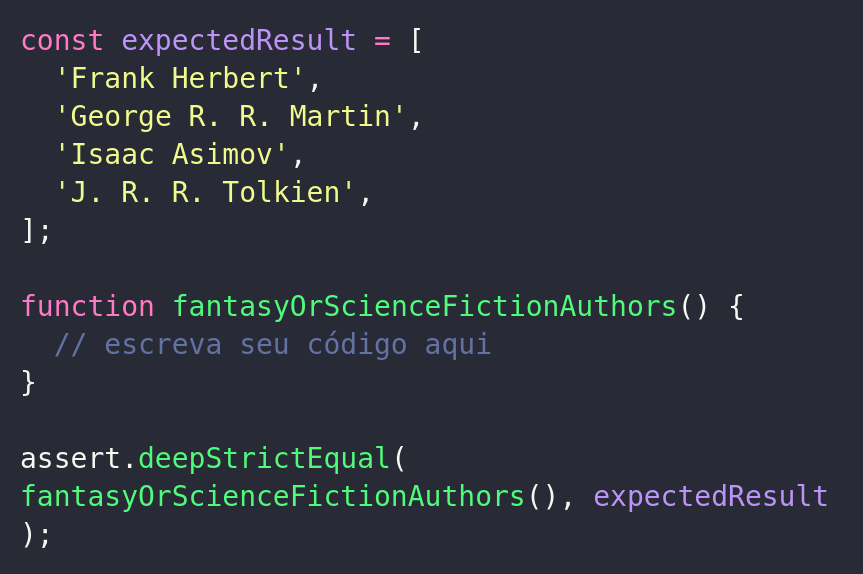 const expectedResult = [
  'Frank Herbert',
  'George R. R. Martin',
  'Isaac Asimov',
  'J. R. R. Tolkien',
];

function fantasyOrScienceFictionAuthors() {
  // escreva seu código aqui
}

assert.deepStrictEqual(
fantasyOrScienceFictionAuthors(), expectedResult
);